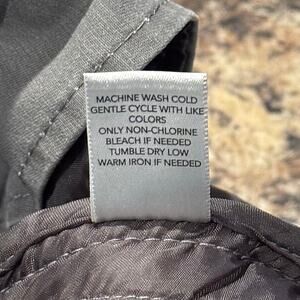 MACHINE WASH COLD
GENTLE CYCLE WITH LIKE
COLORS
ONLY NON-CHLORINE
BLEACH IF NEEDED
TUMBLE DRY LOW
WARM IRON IF NEEDED